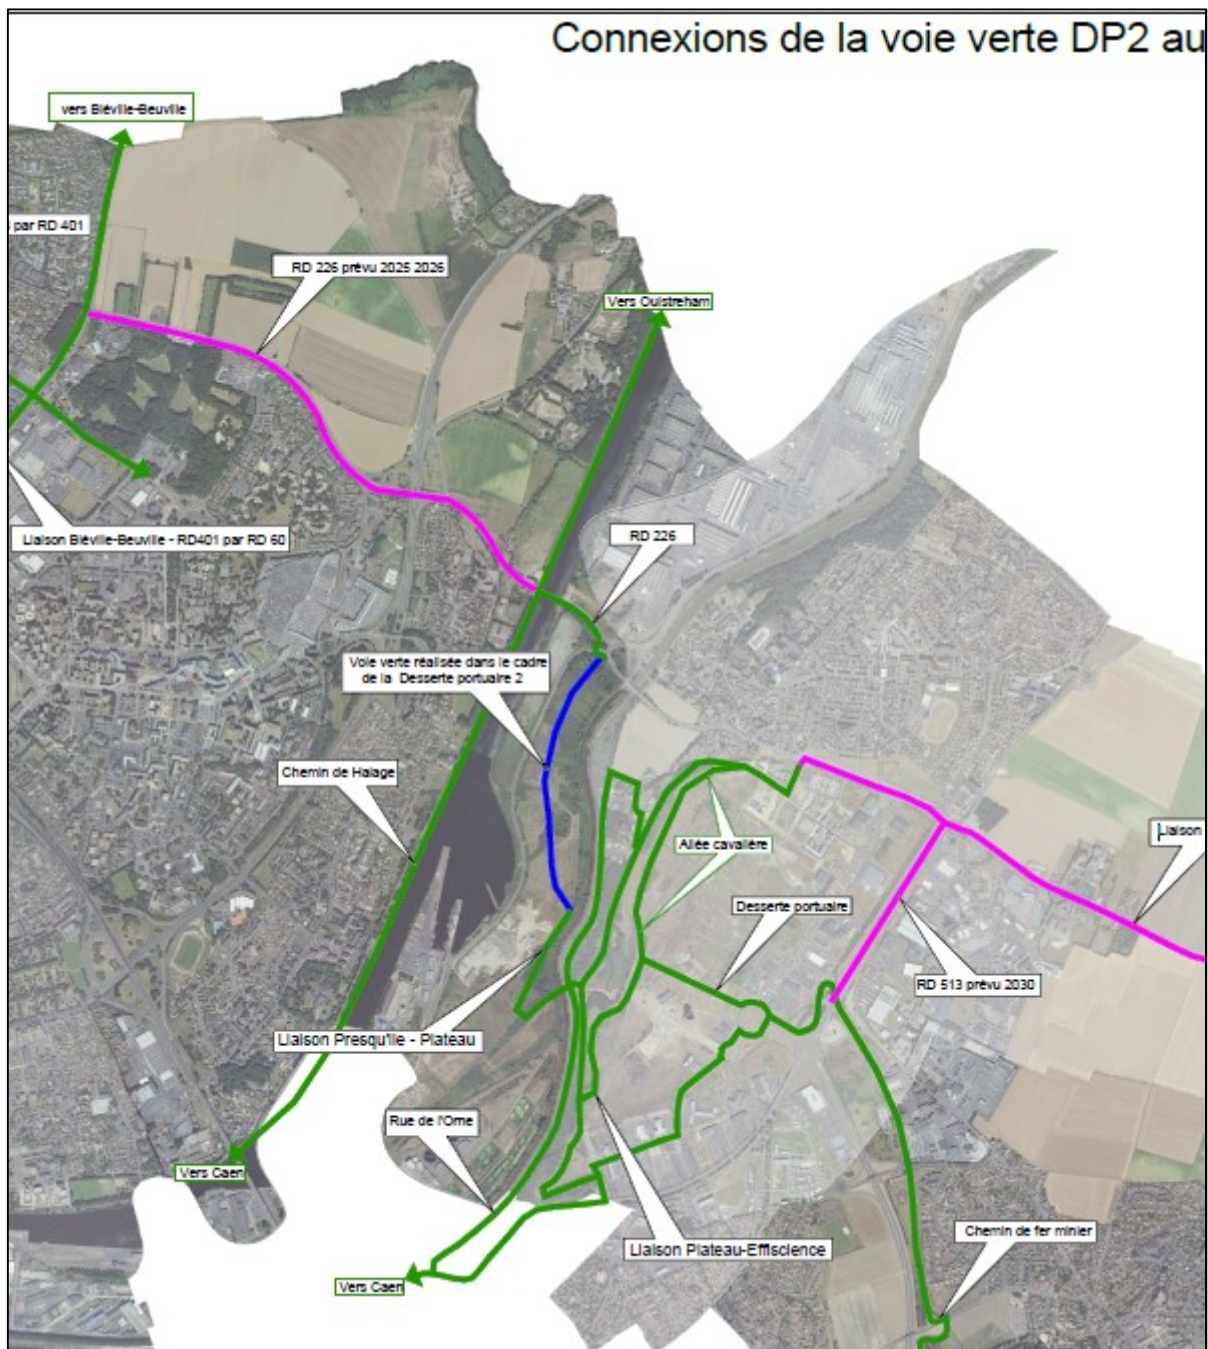 Connexions de la voie verte DP2 au
vers Biéville-Beuville
par RD 401
RD 226 prévu 2025 2026
Vers Ouistreham
Liaison Biéville-Beuville - RD401 par RD 60
RD 226
Voie verte réalisée dans le cadre
de la Desserte portuaire 2
Chemin de Halage
Allée cavalière
Liaison
Desserte portuaire
RD 513 prévu 2030
Liaison Presqu'île - Plateau
Rue de l'Orne
Vers Caen
Liaison Plateau-Effiscience
Chemin de fer minier
Vers Caen